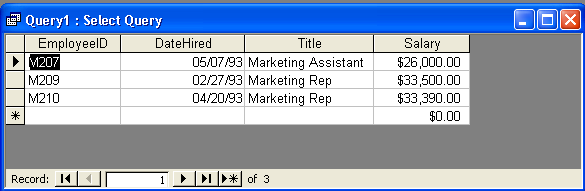 Query1 : Select Query
EmployeeID DateHired Title Salary
M207 05/07/93 Marketing Assistant $26,000.00
M209 02/27/93 Marketing Rep $33,500.00
M210 04/20/93 Marketing Rep $33,390.00
$0.00
Record: 1 of 3